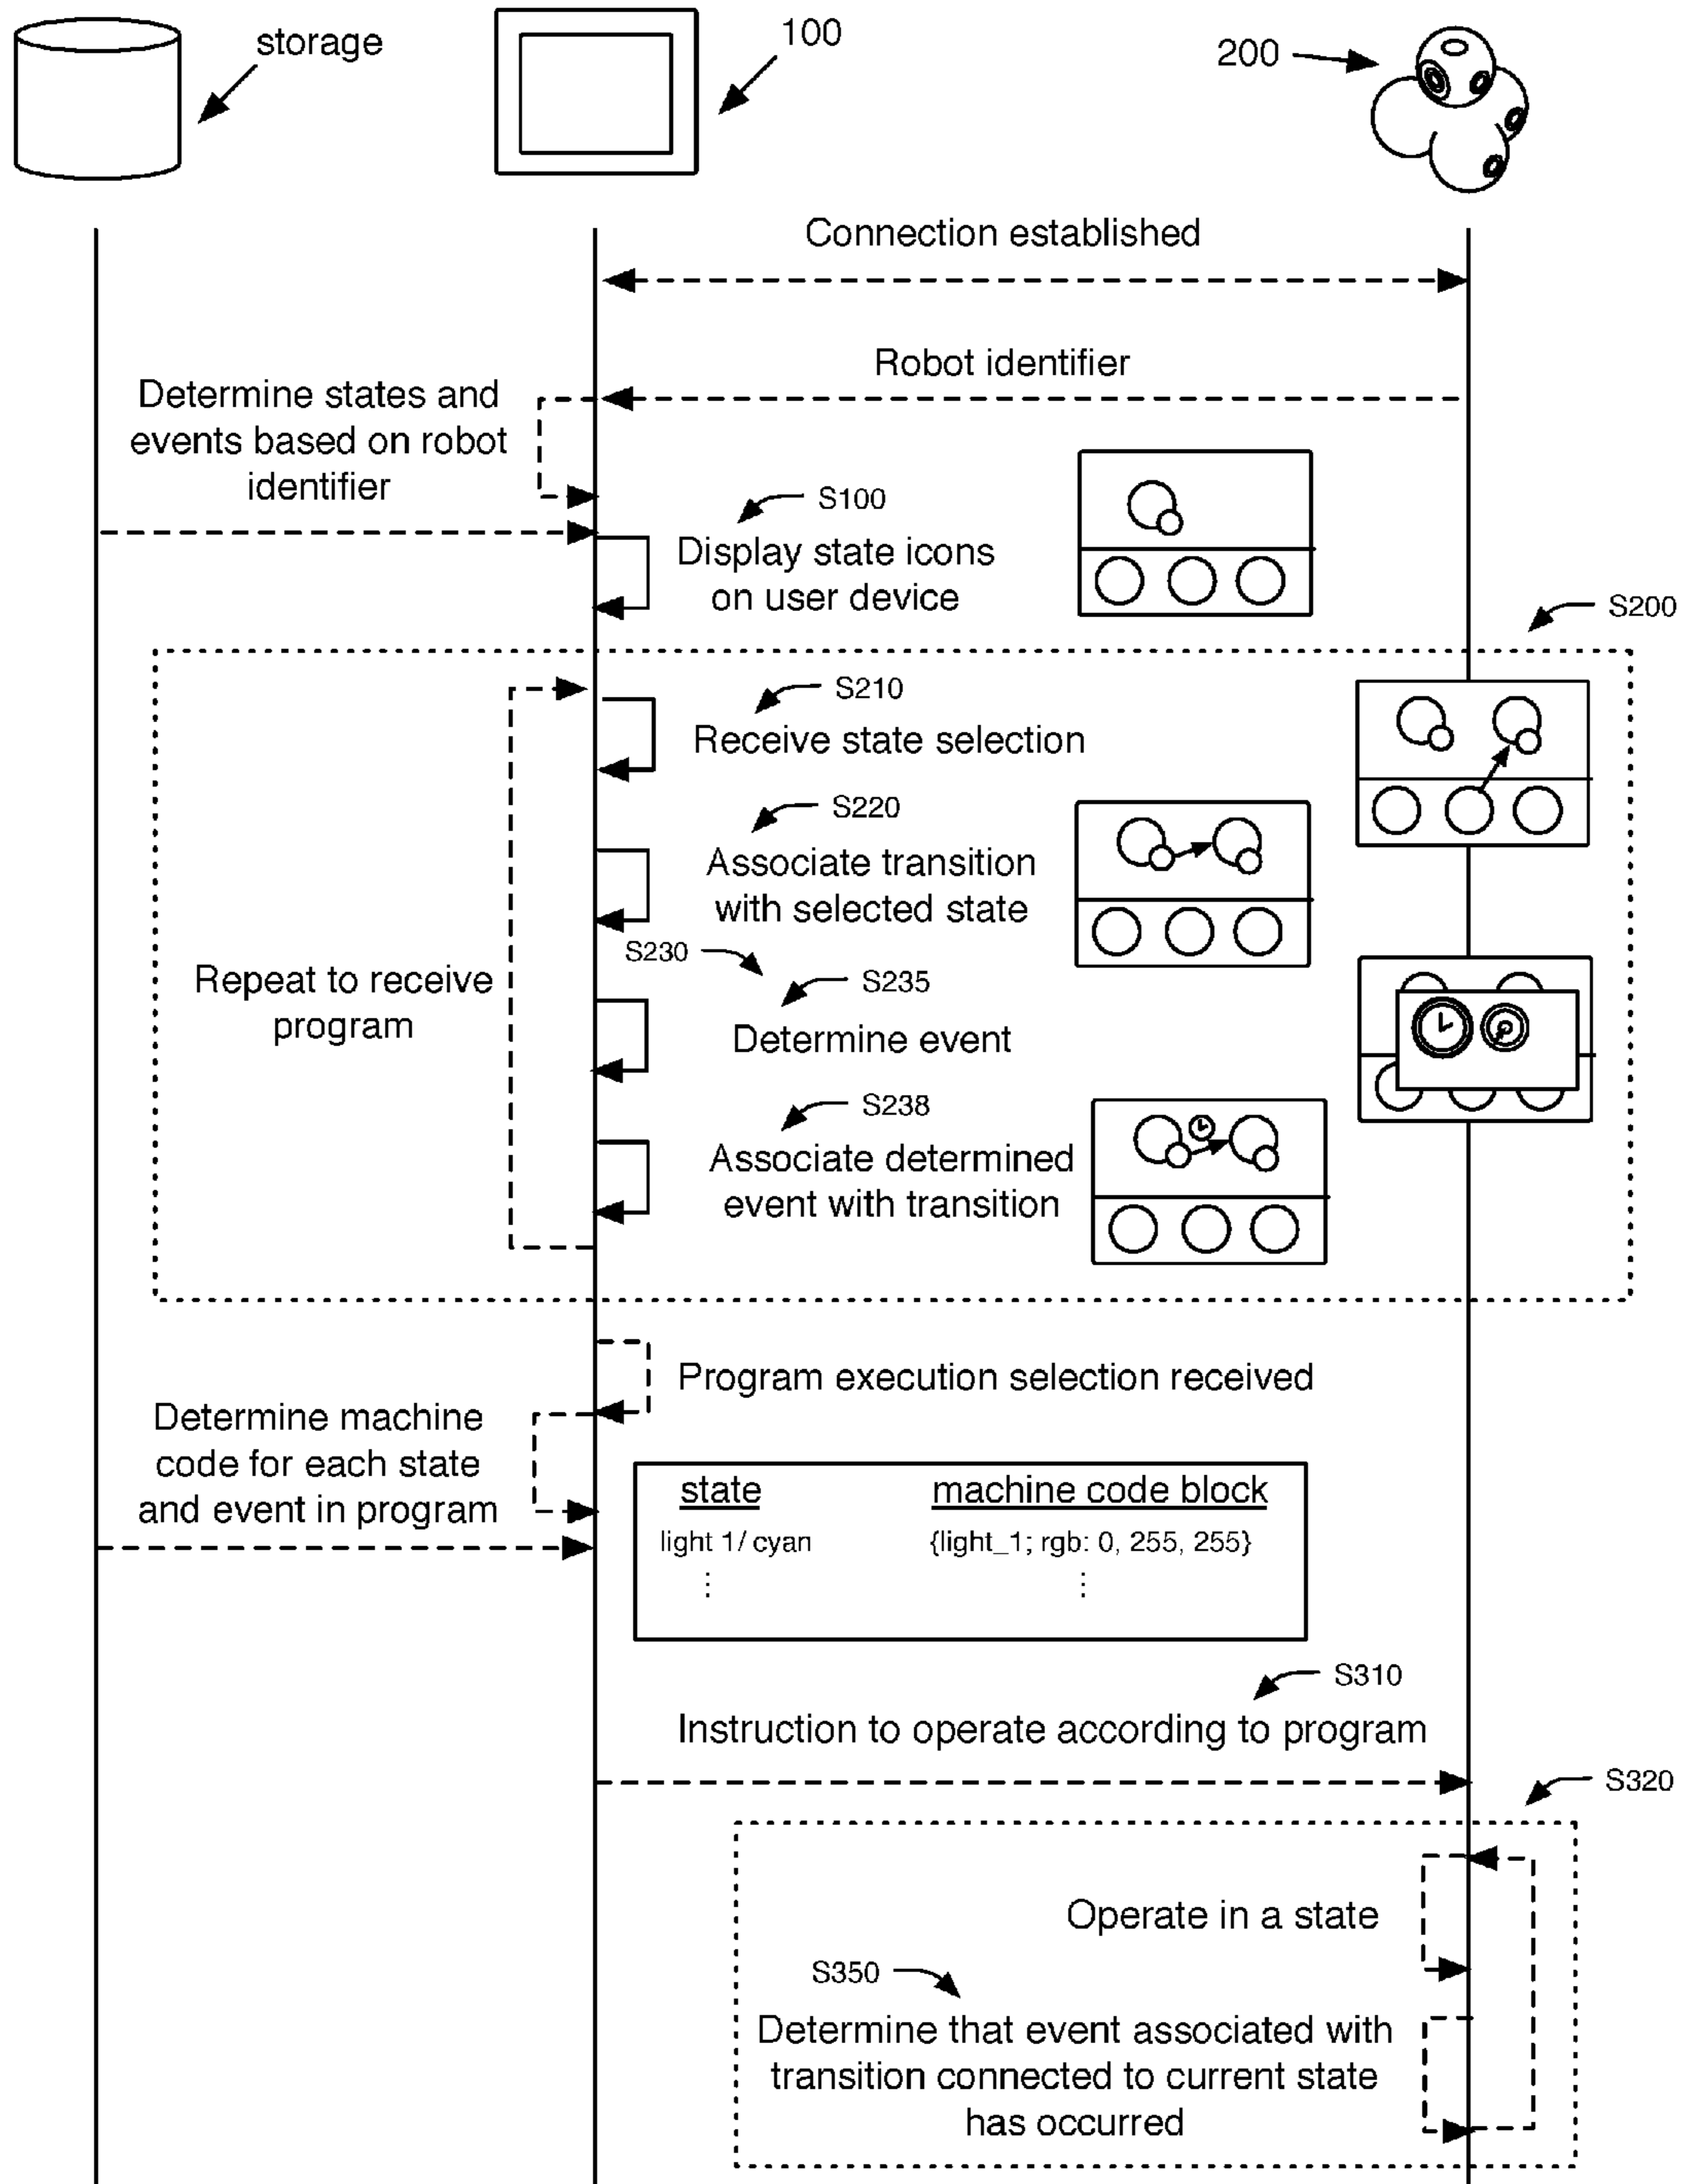 storage
100
200
Connection established
Robot identifier
Determine states and
events based on robot
identifier
S100
Display state icons
on user device
S200
S210
Receive state selection
S220
Associate transition
with selected state
S230
S235
Determine event
Repeat to receive
program
S238
Associate determined
event with transition
Program execution selection received
Determine machine
code for each state
and event in program
state machine code block
light 1/ cyan {light_1; rgb: 0, 255, 255}
⋮ ⋮
S310
Instruction to operate according to program
S320
Operate in a state
S350
Determine that event associated with
transition connected to current state
has occurred